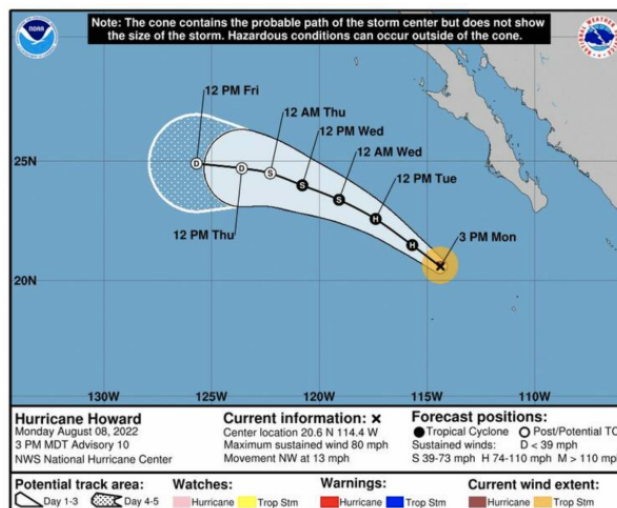 Note: The cone contains the probable path of the storm center but does not show
the size of the storm. Hazardous conditions can occur outside of the cone.
NOAA
12 PM Fri
12 AM Thu
12 PM Wed
12 AM Wed
25N
12 PM Tue
12 PM Thu
3 PM Mon
20N
130W
125W
120W
115W
110W
Hurricane Howard
Monday August 08, 2022
3 PM MDT Advisory 10
NWS National Hurricane Center
Current information: x
Center location 20.6 N 114.4 W
Maximum sustained wind 80 mph
Movement NW at 13 mph
Forecast positions:
Tropical Cyclone Post/Potential TC
Sustained winds: D < 39 mph
S 39-73 mph H 74-110 mph M > 110 mph
Potential track area:
Day 1-3 Day 4-5
Watches:
Hurricane Trop Stm
Warnings:
Hurricane Trop Stm
Current wind extent:
Hurricane Trop Stm
D
D
S
S
S
H
H